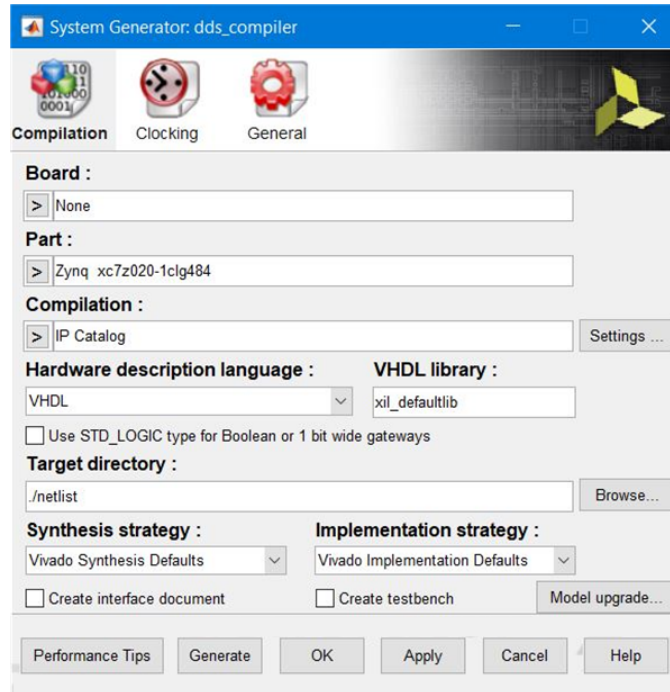 System Generator: dds_compiler
Compilation
Clocking
General
Board :
> None
Part :
> Zynq xc7z020-1clg484
Compilation :
> IP Catalog
Settings ...
Hardware description language :
VHDL library :
VHDL
xil_defaultlib
Use STD_LOGIC type for Boolean or 1 bit wide gateways
Target directory :
./netlist
Browse...
Synthesis strategy :
Implementation strategy :
Vivado Synthesis Defaults
Vivado Implementation Defaults
Create interface document
Create testbench
Model upgrade...
Performance Tips
Generate
OK
Apply
Cancel
Help